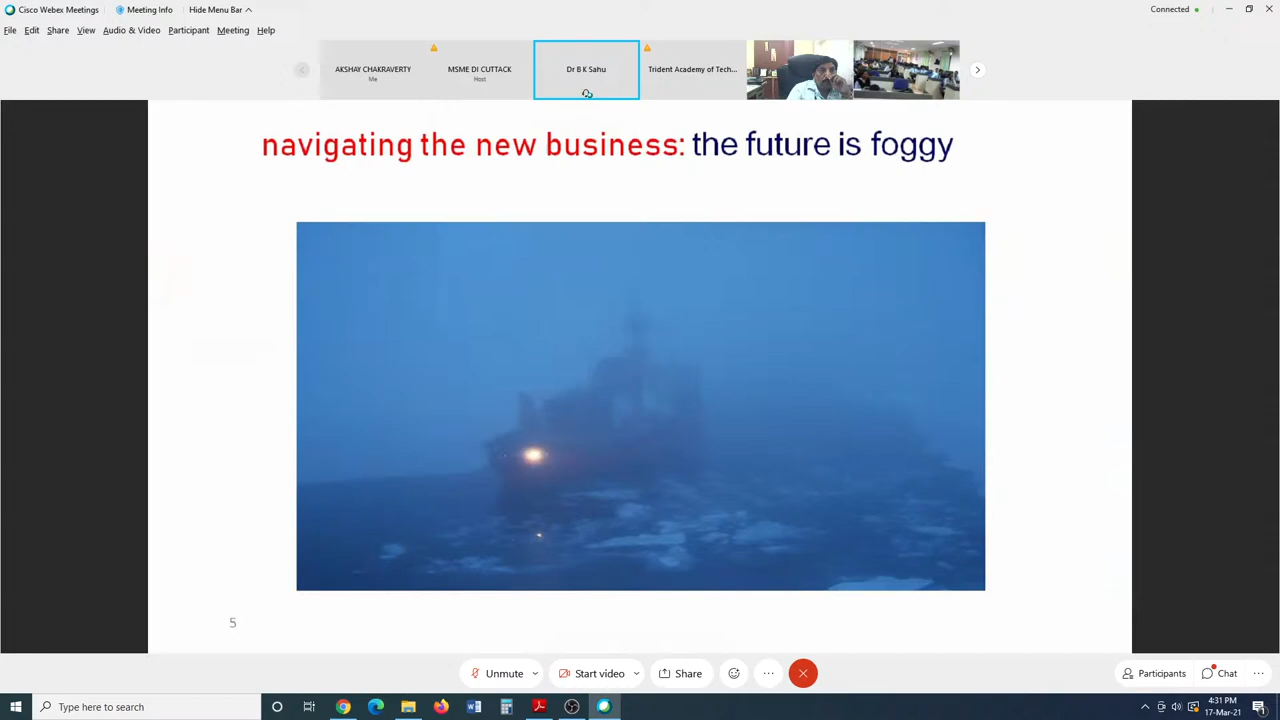 Cisco Webex Meetings
Meeting Info
Hide Menu Bar
Connected
File Edit Share View Audio & Video Participant Meeting Help
AKSHAY CHAKRAVERTY
Me
MSME DI CUTTACK
Host
Dr B K Sahu
Trident Academy of Tech...
navigating the new business: the future is foggy
5
Unmute
Start video
Share
Participants
Chat
Type here to search
4:31 PM
17-Mar-21
1